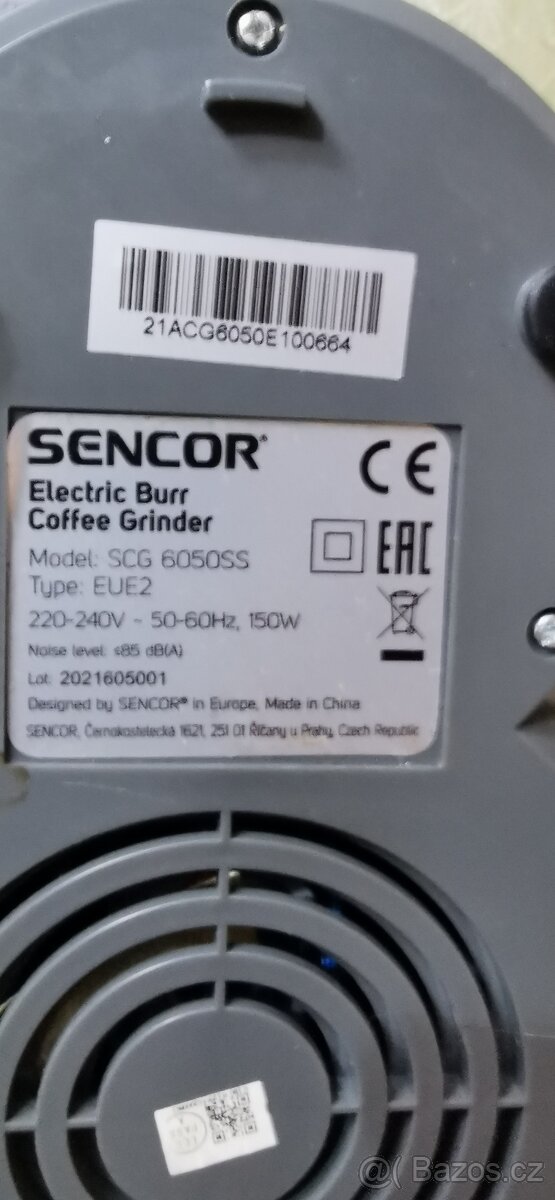 21ACG6050E100664
SENCOR®
Electric Burr
Coffee Grinder
Model: SCG 6050SS
Type: EUE2
220-240V ~ 50-60Hz, 150W
Noise level: ≤85 dB(A)
Lot: 2021605001
Designed by SENCOR® in Europe, Made in China
SENCOR, Černokostelecká 1621, 251 01 Říčany u Prahy, Czech Republic
CE
EAC
@( Bazos.cz